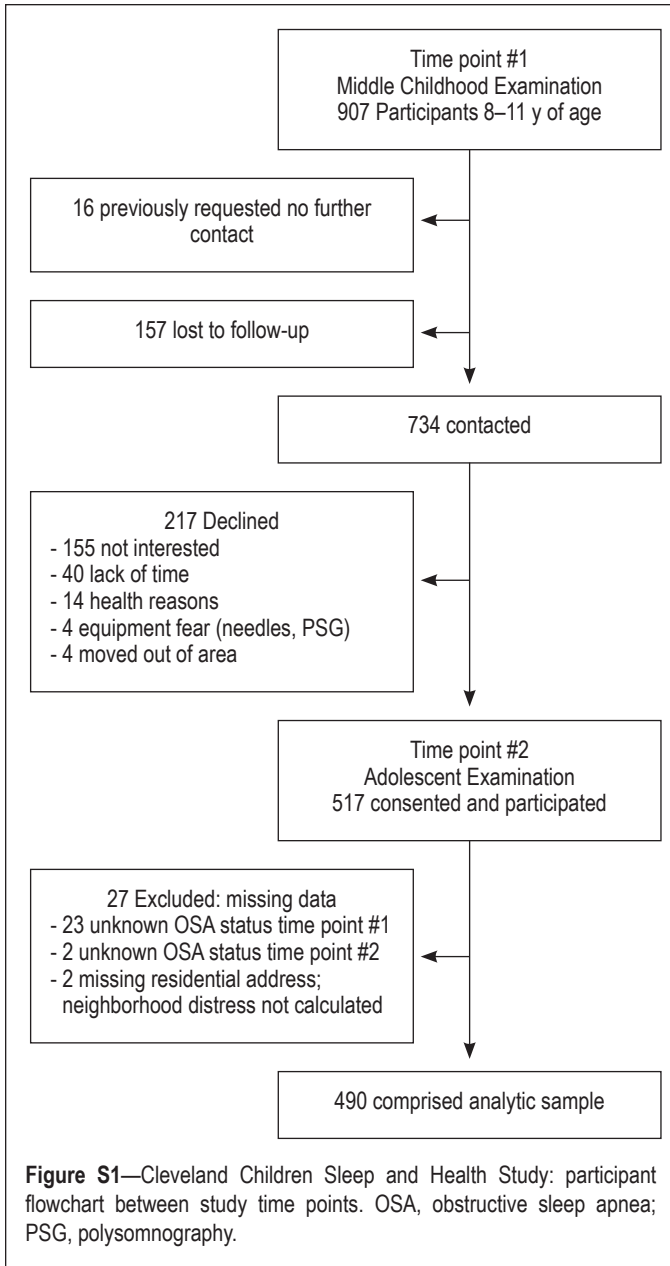 Time point #1
Middle Childhood Examination
907 Participants 8–11 y of age
16 previously requested no further
contact
157 lost to follow-up
734 contacted
217 Declined
- 155 not interested
- 40 lack of time
- 14 health reasons
- 4 equipment fear (needles, PSG)
- 4 moved out of area
Time point #2
Adolescent Examination
517 consented and participated
27 Excluded: missing data
- 23 unknown OSA status time point #1
- 2 unknown OSA status time point #2
- 2 missing residential address;
neighborhood distress not calculated
490 comprised analytic sample
Figure S1—Cleveland Children Sleep and Health Study: participant
flowchart between study time points. OSA, obstructive sleep apnea;
PSG, polysomnography.